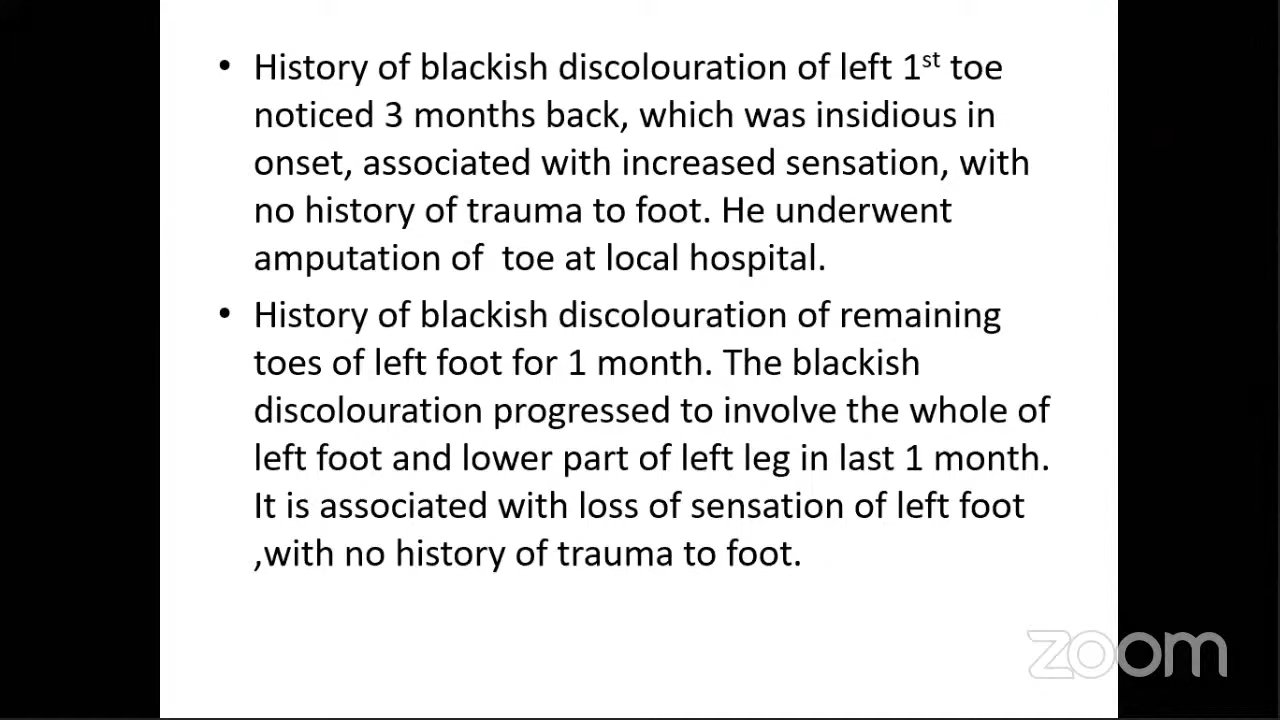 • History of blackish discolouration of left 1st toe
noticed 3 months back, which was insidious in
onset, associated with increased sensation, with
no history of trauma to foot. He underwent
amputation of  toe at local hospital.
• History of blackish discolouration of remaining
toes of left foot for 1 month. The blackish
discolouration progressed to involve the whole of
left foot and lower part of left leg in last 1 month.
It is associated with loss of sensation of left foot
,with no history of trauma to foot.
zoom